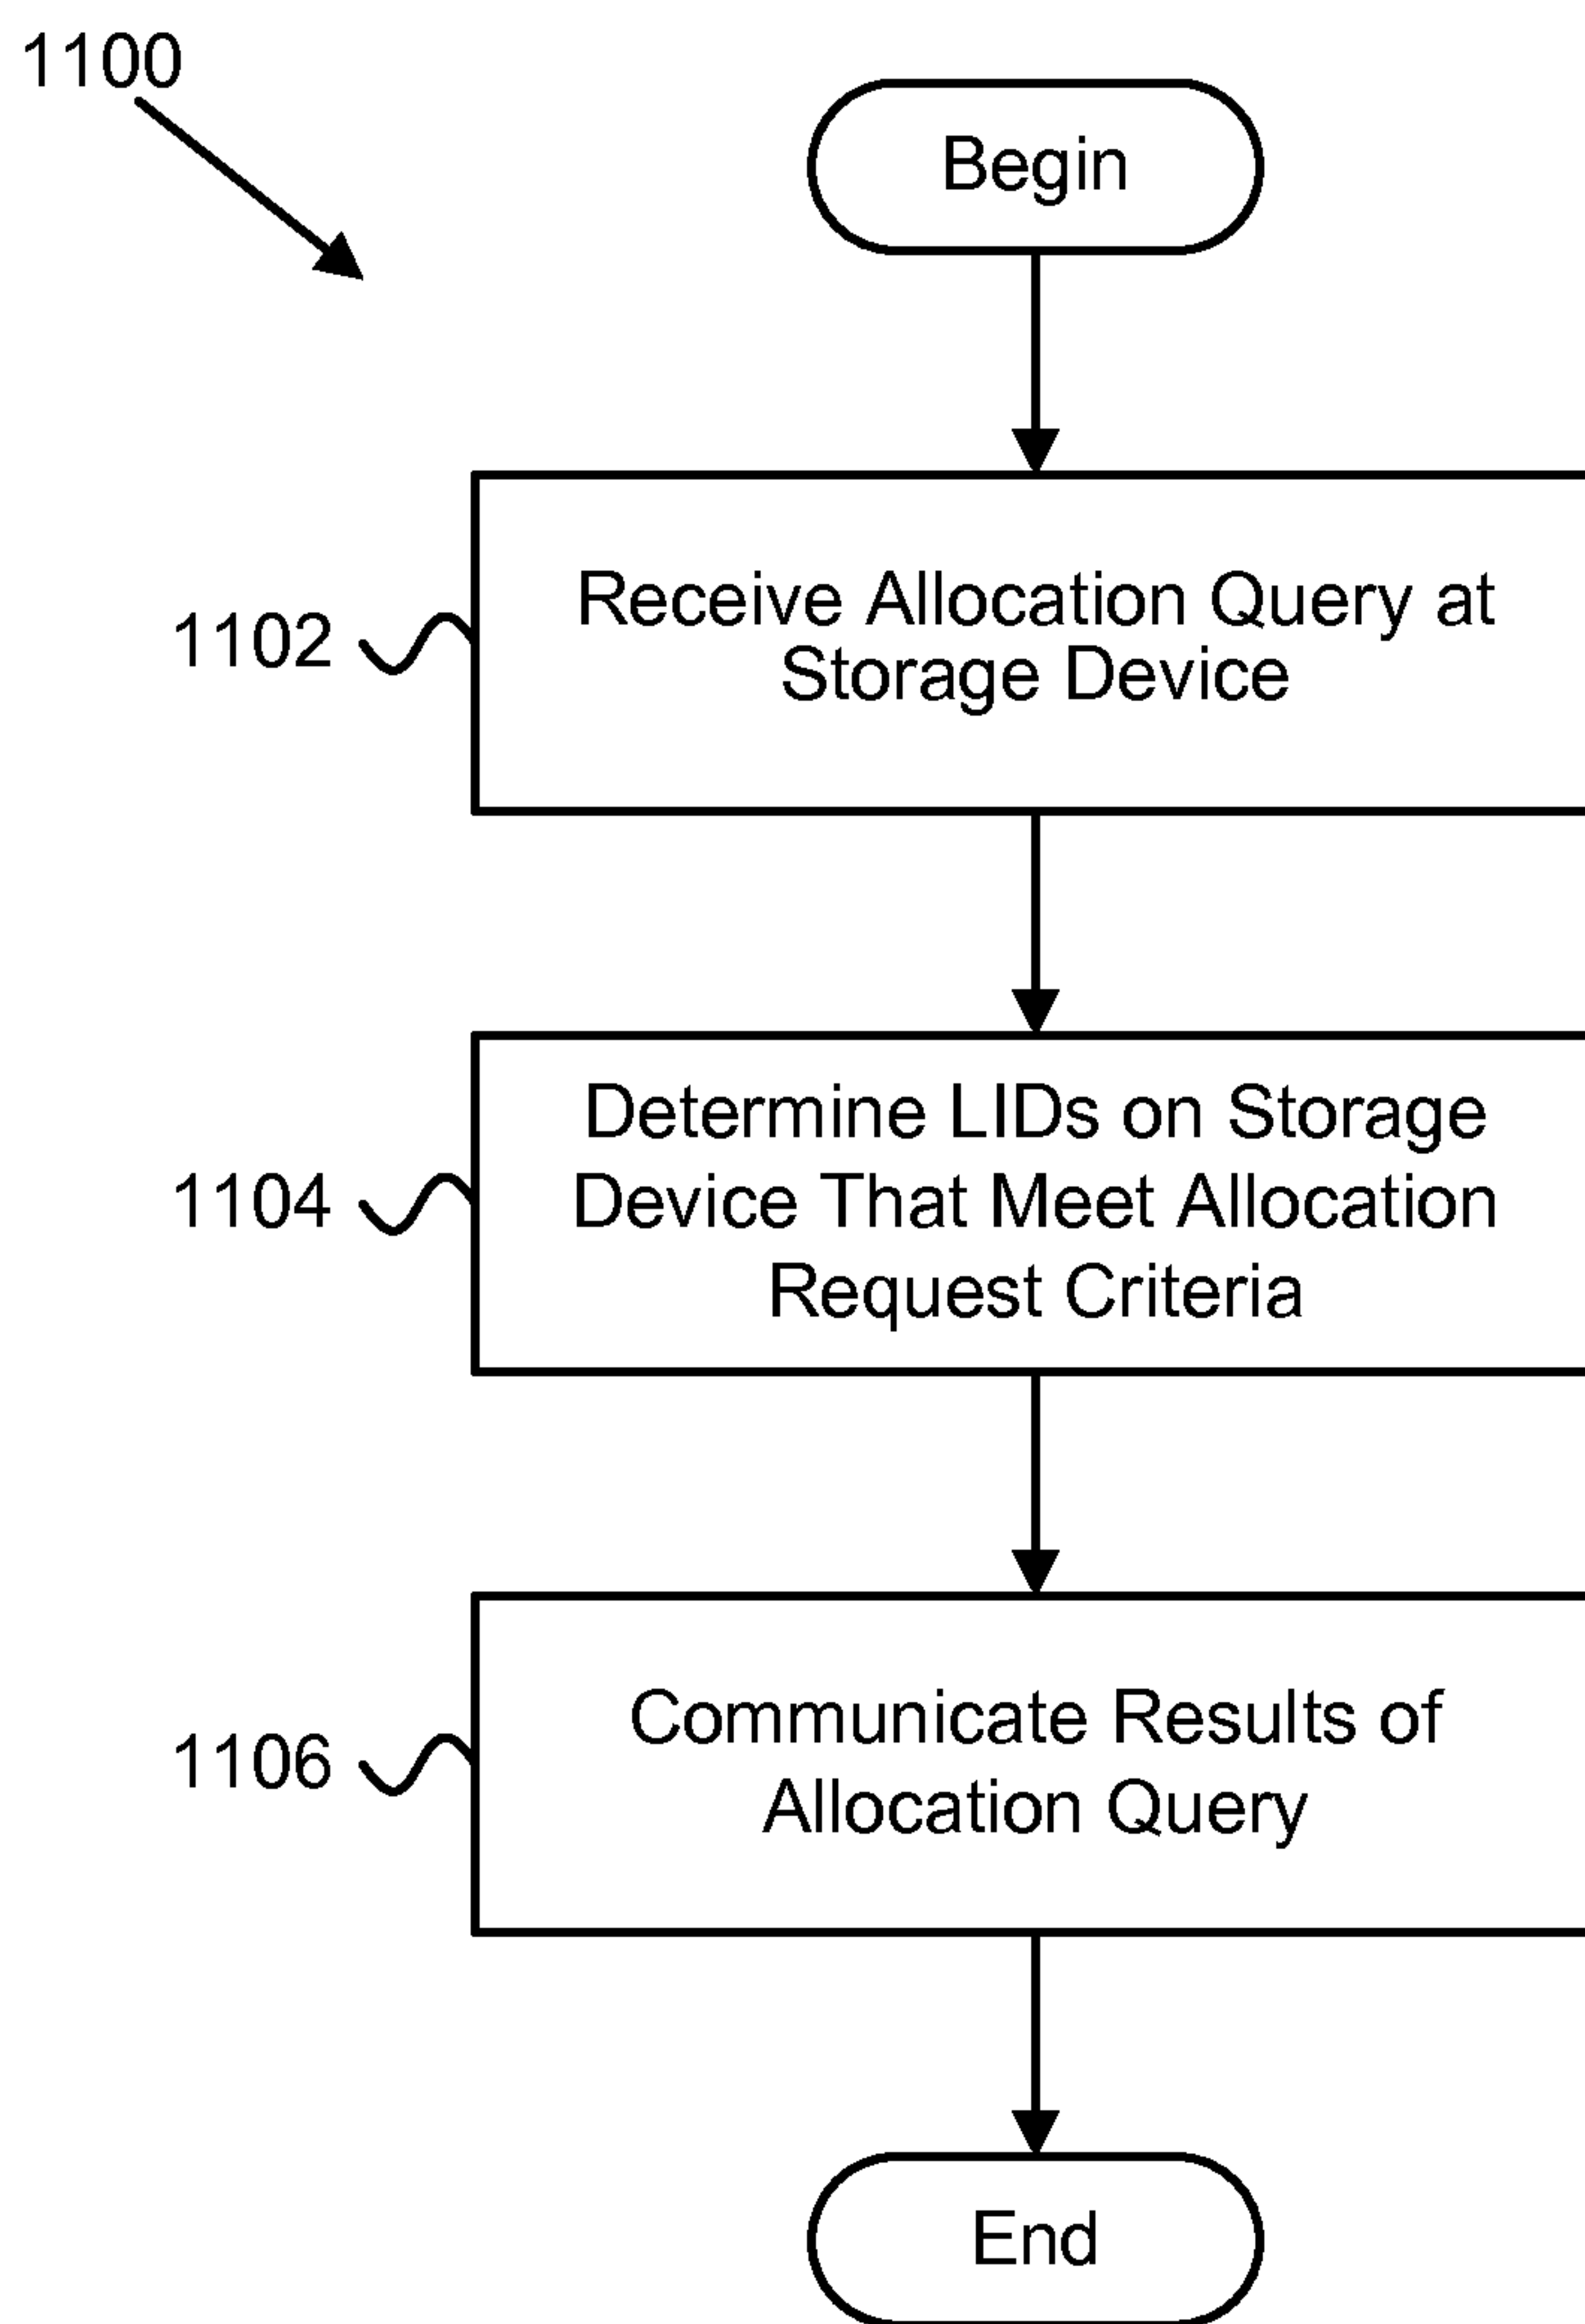 1100
Begin
Receive Allocation Query at
Storage Device
1102
Determine LIDs on Storage
Device That Meet Allocation
Request Criteria
1104
Communicate Results of
Allocation Query
1106
End